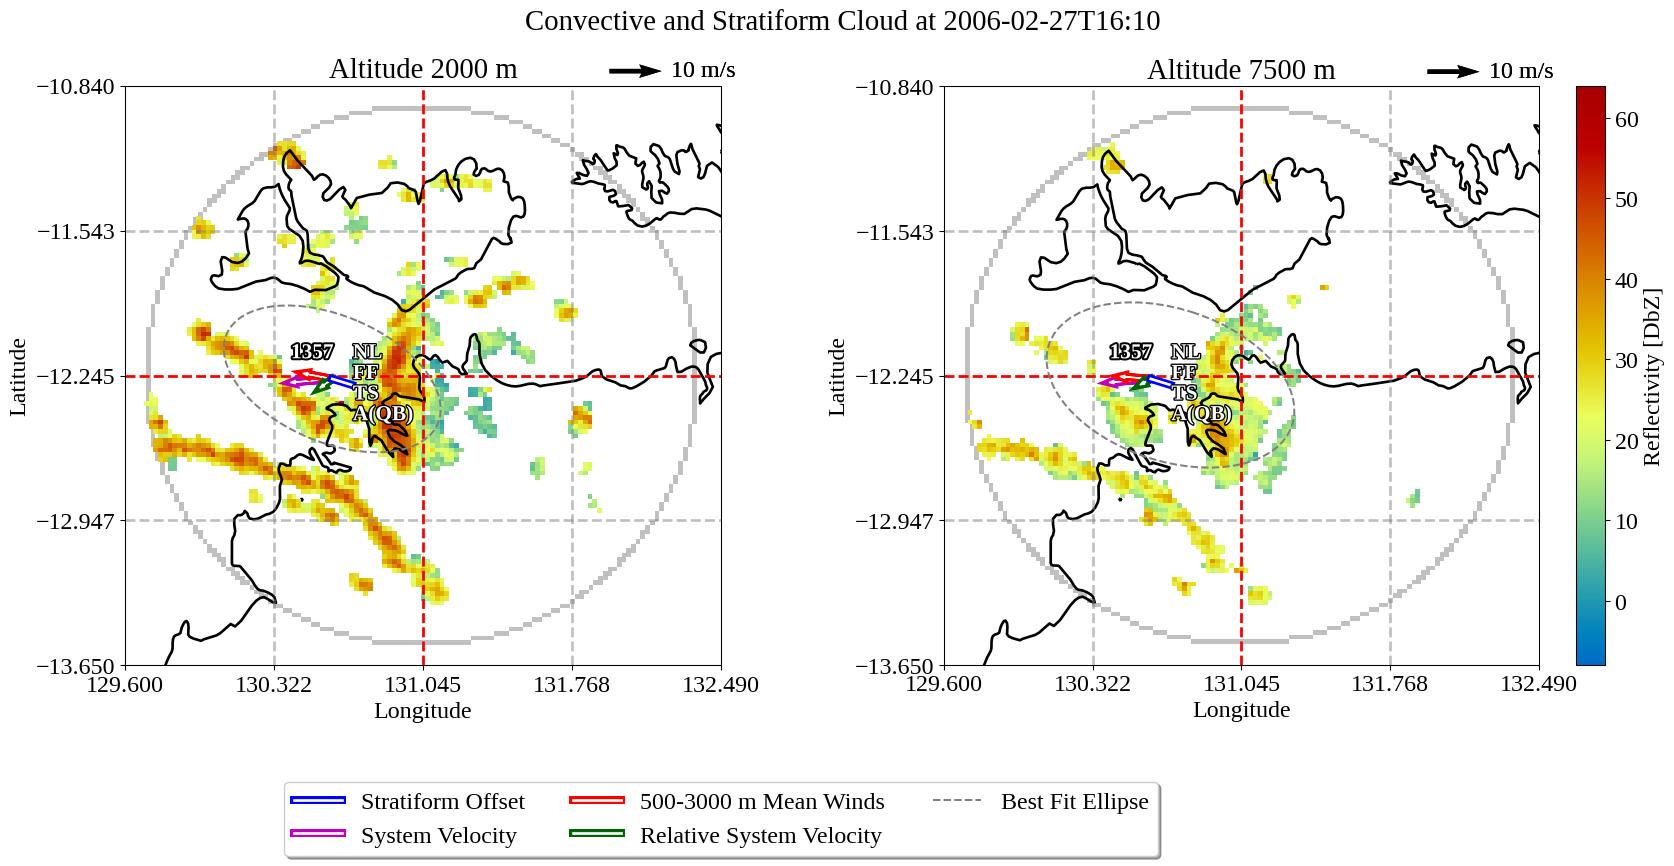 Convective and Stratiform Cloud at 2006-02-27T16:10
Altitude 2000 m
10 m/s
Altitude 7500 m
10 m/s
−10.840
−11.543
−12.245
−12.947
−13.650
Latitude
129.600
130.322
131.045
131.768
132.490
Longitude
1357
NL
FF
TS
A(QB)
−10.840
−11.543
−12.245
−12.947
−13.650
Latitude
129.600
130.322
131.045
131.768
132.490
Longitude
1357
NL
FF
TS
A(QB)
60
50
40
30
20
10
0
Reflectivity [DbZ]
Stratiform Offset
System Velocity
500-3000 m Mean Winds
Relative System Velocity
Best Fit Ellipse